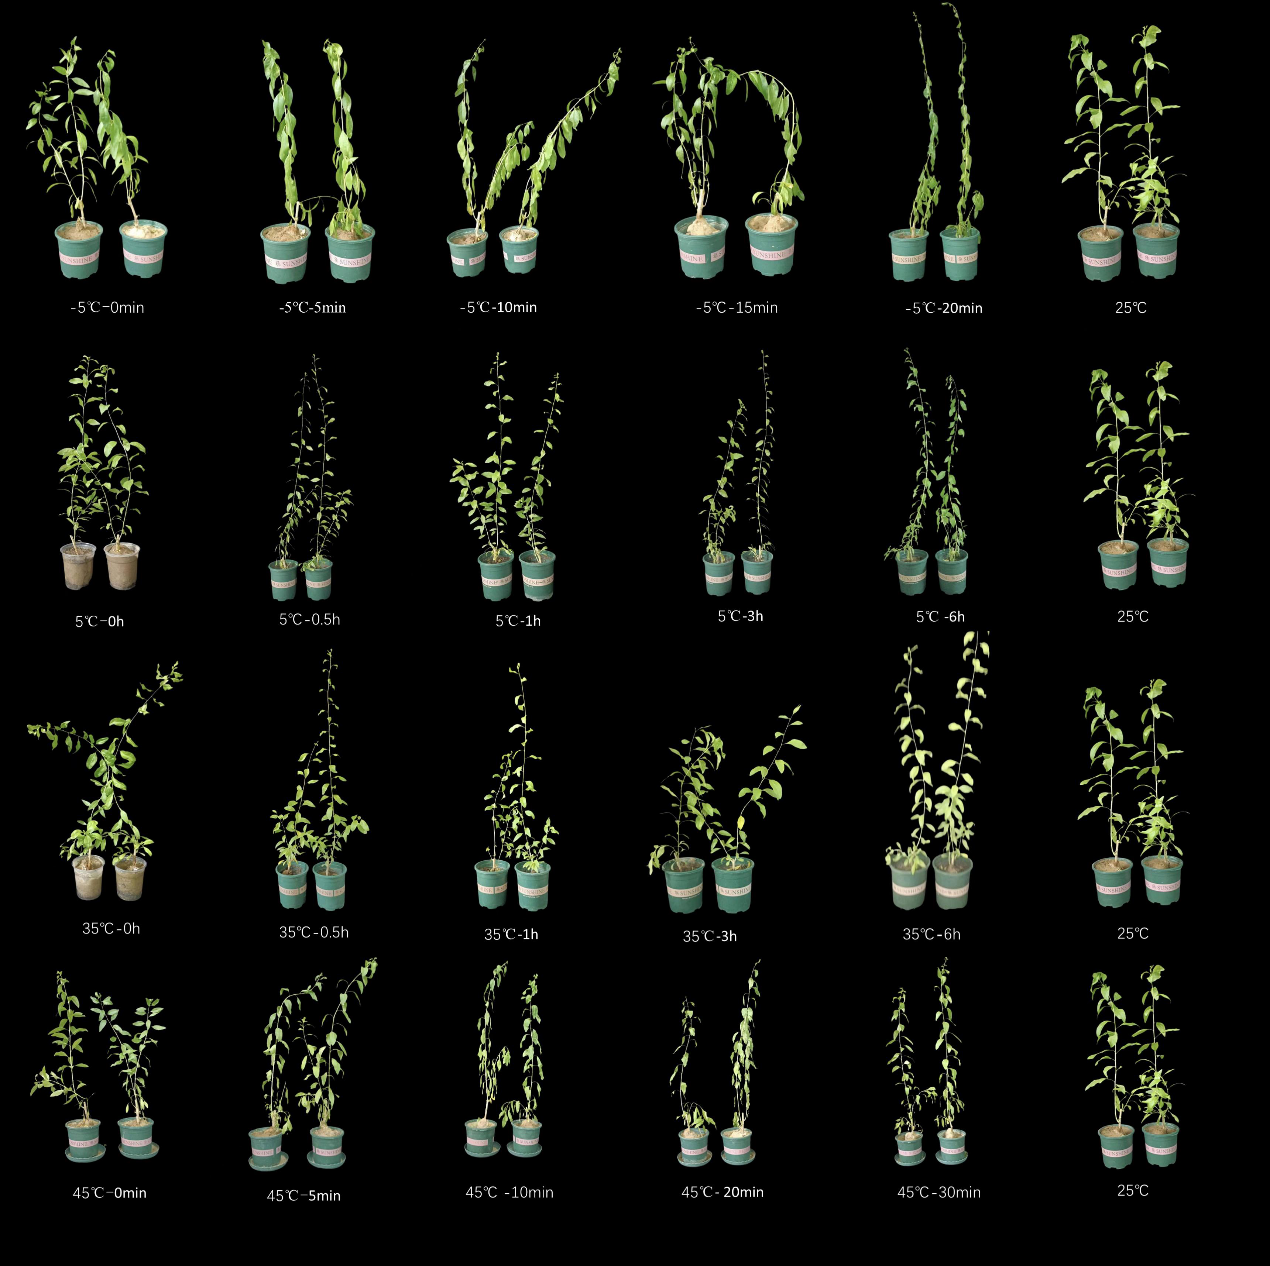 -5℃-0min
-5℃-5min
-5℃-10min
-5℃-15min
-5℃-20min
25℃
5℃-0h
5℃-0.5h
5℃-1h
5℃-3h
5℃-6h
25℃
35℃-0h
35℃-0.5h
35℃-1h
35℃-3h
35℃-6h
25℃
45℃-0min
45℃-5min
45℃ -10min
45℃- 20min
45℃-30min
25℃